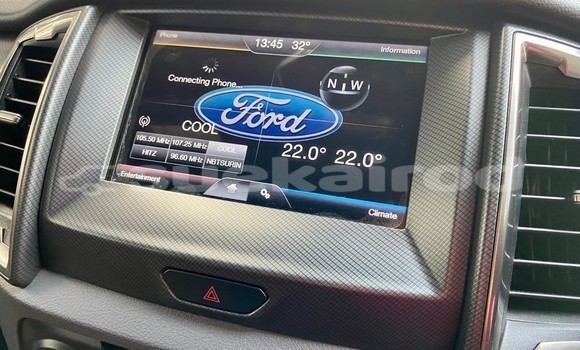 Phone
13:45 32°
Information
Connecting Phone...
N W
Ford
COOL
105.50 MHz 107.25 MHz COOL
HITZ 96.60 MHz NBTSURIN
22.0° 22.0°
Entertainment
Climate